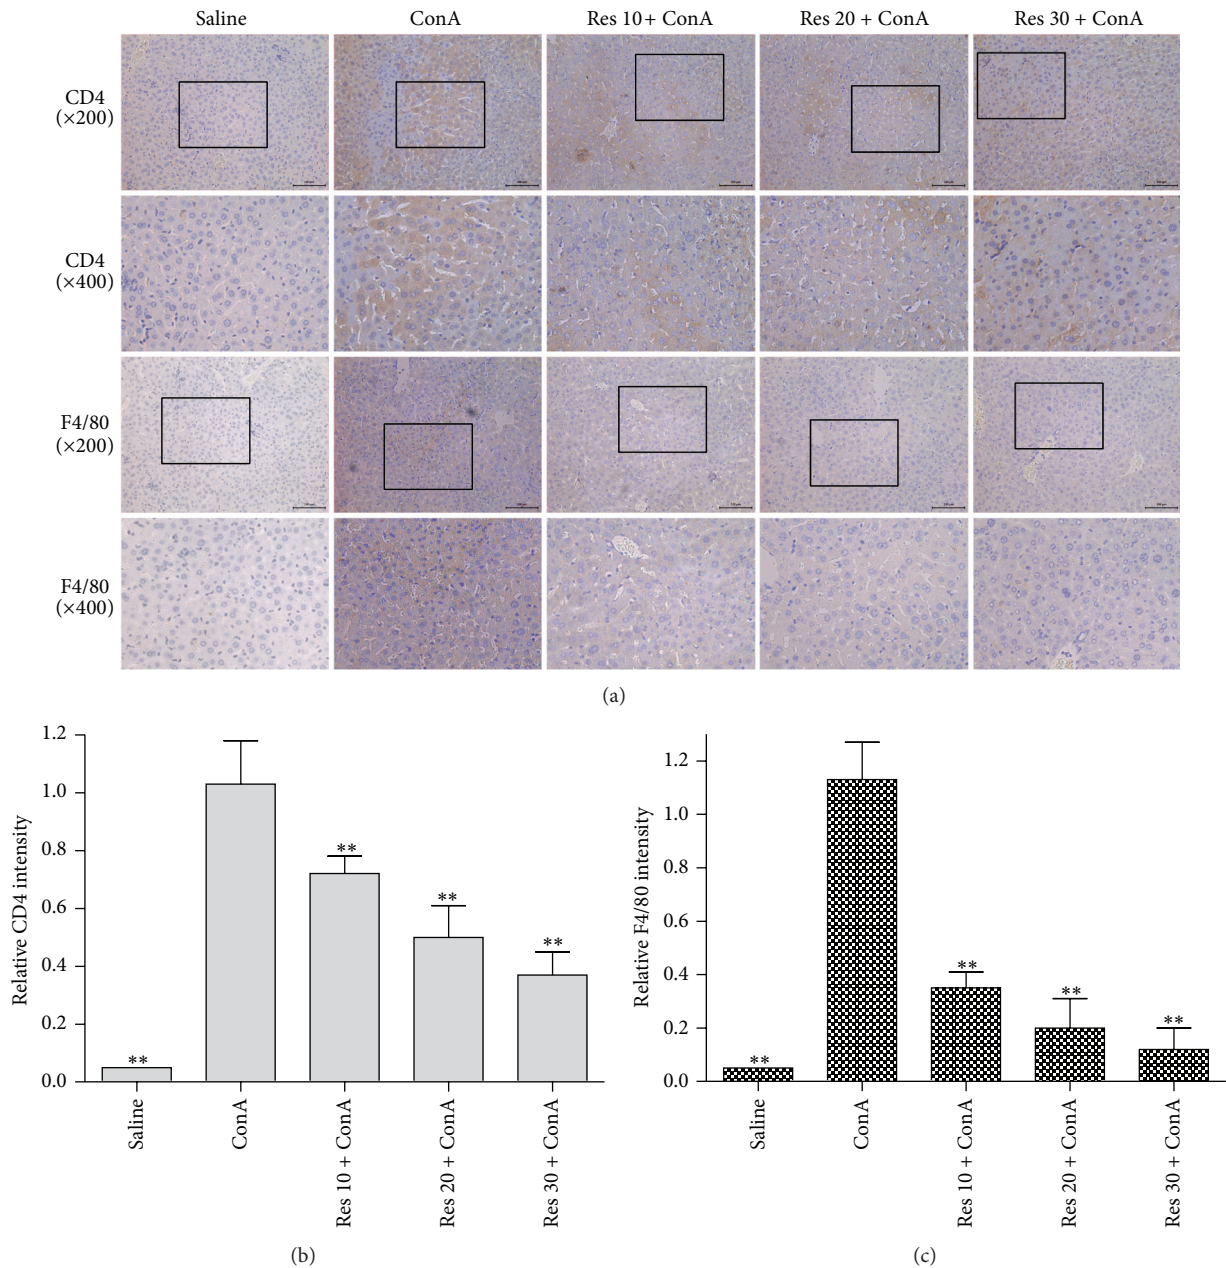 Saline ConA Res 10 + ConA Res 20 + ConA Res 30 + ConA
CD4
(×200)
CD4
(×400)
F4/80
(×200)
F4/80
(×400)
(a)
Relative CD4 intensity
1.2
1.0
0.8
0.6
0.4
0.2
0.0
**
**
**
**
Saline
ConA
Res 10 + ConA
Res 20 + ConA
Res 30 + ConA
(b)
Relative F4/80 intensity
1.2
1.0
0.8
0.6
0.4
0.2
0.0
**
**
**
**
Saline
ConA
Res 10 + ConA
Res 20 + ConA
Res 30 + ConA
(c)